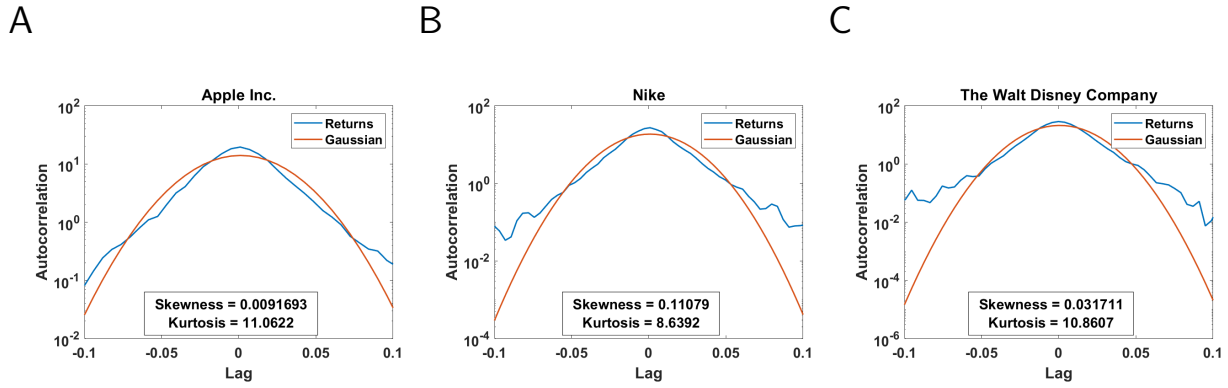 A
B
C
Apple Inc.
10^2
10^1
10^0
10^-1
10^-2
Autocorrelation
Returns
Gaussian
Skewness = 0.0091693
Kurtosis = 11.0622
-0.1
-0.05
0
0.05
0.1
Lag
Nike
10^2
10^0
10^-2
10^-4
Autocorrelation
Returns
Gaussian
Skewness = 0.11079
Kurtosis = 8.6392
-0.1
-0.05
0
0.05
0.1
Lag
The Walt Disney Company
10^2
10^0
10^-2
10^-4
10^-6
Autocorrelation
Returns
Gaussian
Skewness = 0.031711
Kurtosis = 10.8607
-0.1
-0.05
0
0.05
0.1
Lag